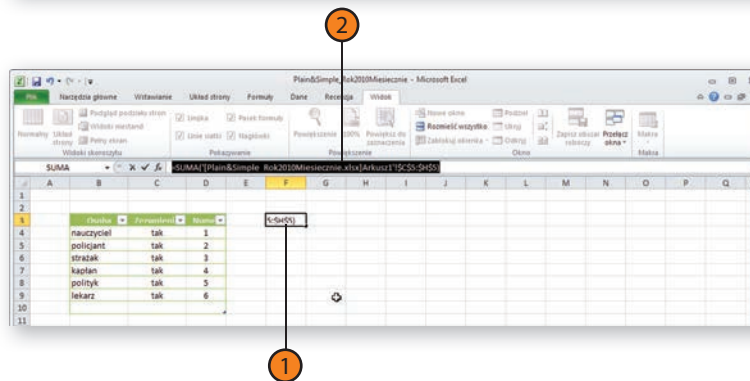 2
Plain&Simple_Rok2010Miesiecznie - Microsoft Excel
Plik Narzędzia główne Wstawianie Układ strony Formuły Dane Recenzja Widok
Normalny Układ strony Podgląd podziału stron Widoki niestand Pełny ekran Linijka Pasek formuły Linie siatki Nagłówki Powiększenie 100% Powiększ do zaznaczenia Nowe okno Rozmieść wszystko Zablokuj okienka Podziel Ukryj Odkryj Zapisz obszar roboczy Przełącz okna Makra
Widoki skoroszytu Pokazywanie Powiększenie Okno Makra
SUMA fx =SUMA('[Plain&Simple_Rok2010Miesiecznie.xlsx]Arkusz1'!$C$5:$H$5)
A B C D E F G H I J K L M N O P Q
1
2
3 Osoba Nume 5:$H$5)
4 nauczyciel tak 1
5 policjant tak 2
6 strażak tak 3
7 kapłan tak 4
8 polityk tak 5
9 lekarz tak 6
10
11
1